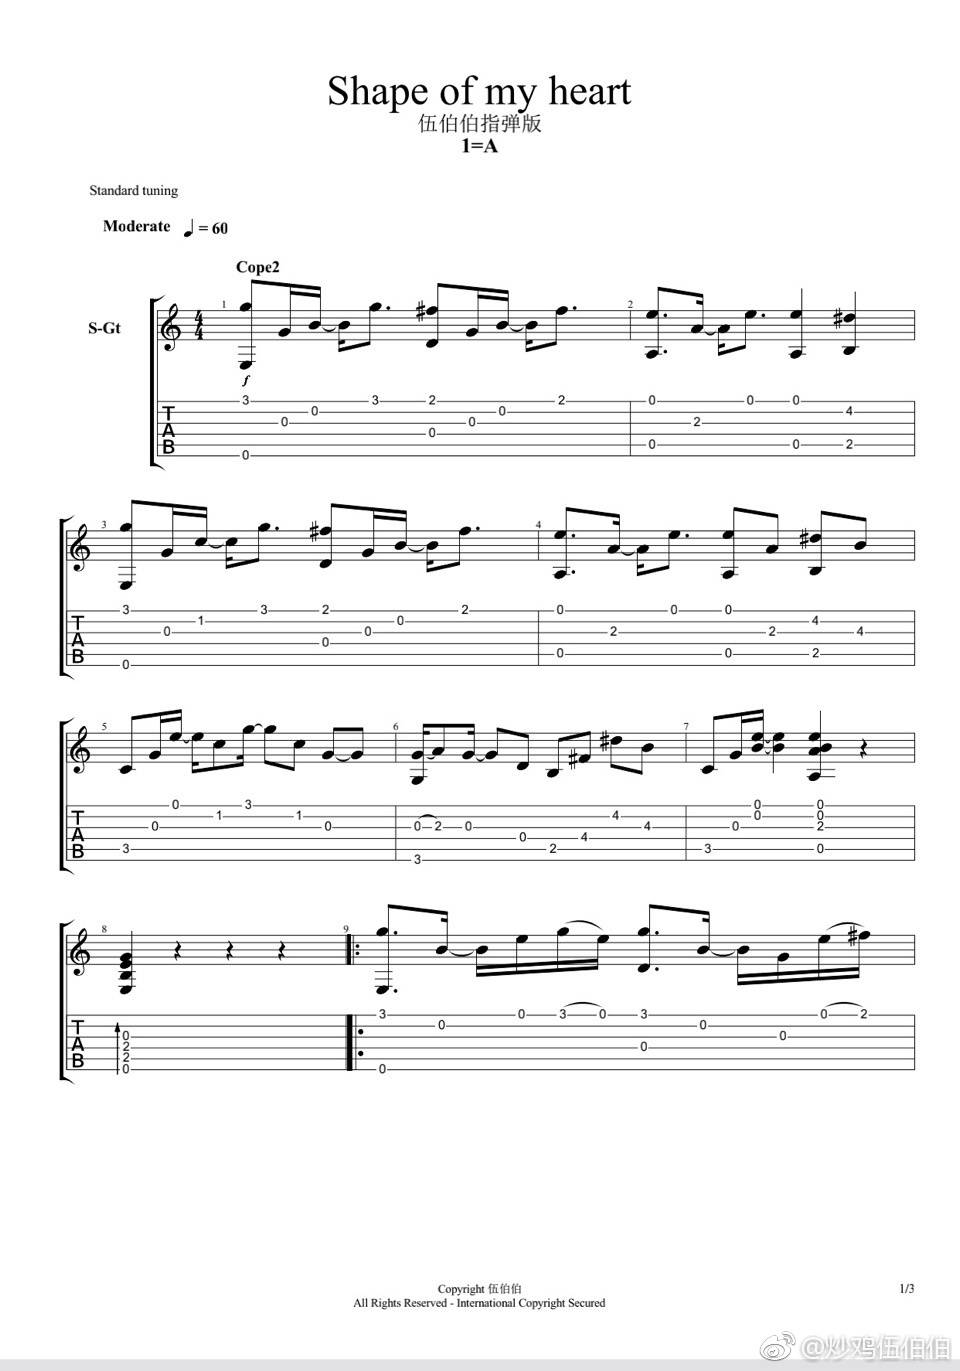 Shape of my heart
伍伯伯指弹版
1=A
Standard tuning
Moderate = 60
Cope2
S-Gt
1 4 4 2
f
T 3 0 0 3 2 0 0 2 0 2 0 0 4
A 0
B 0 0 0 2
3 4
T 3 0 1 3 2 0 0 2 0 2 0 0 2 4 4
A 0
B 0 0 0 2
5 6 7
T 0 1 3 1 4 0 0 0 0
A 0 0 0 2 0 0 4 4 0 2
B 3 3 2 3 0
8 9
T 3 0 0 3 0 3 0 0 0 2
A 0 2 0
B 2 0 0
Copyright 伍伯伯
All Rights Reserved - International Copyright Secured
1/3
@炒鸡伍伯伯